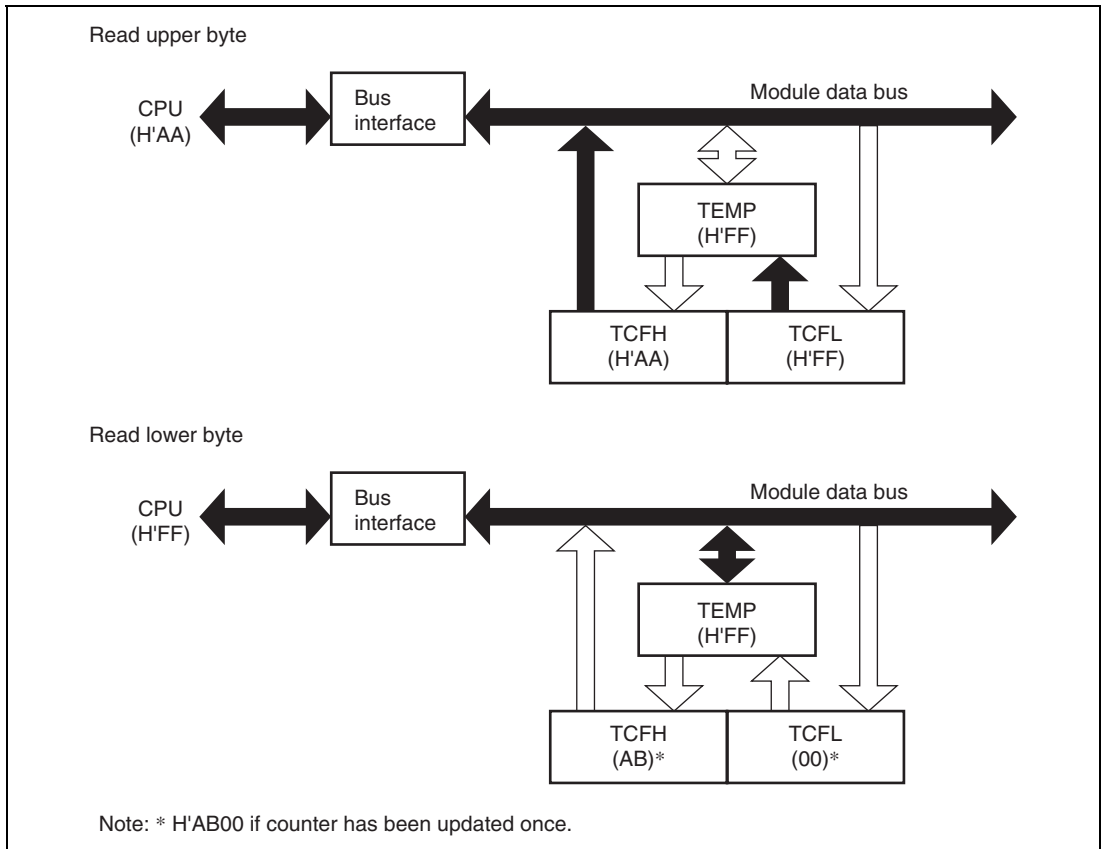 Read upper byte
CPU
(H'AA)
Bus
interface
Module data bus
TEMP
(H'FF)
TCFH
(H'AA)
TCFL
(H'FF)
Read lower byte
CPU
(H'FF)
Bus
interface
Module data bus
TEMP
(H'FF)
TCFH
(AB)*
TCFL
(00)*
Note: * H'AB00 if counter has been updated once.